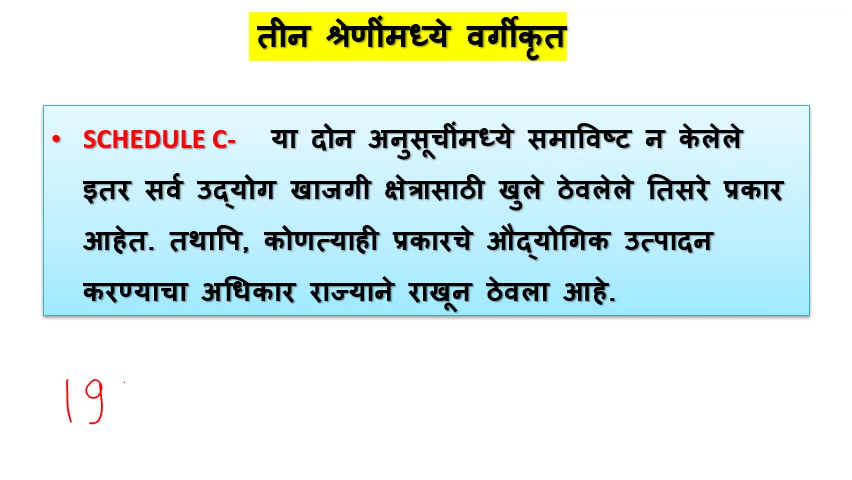 तीन श्रेणींमध्ये वर्गीकृत
• SCHEDULE C- या दोन अनुसूचींमध्ये समाविष्ट न केलेले
इतर सर्व उद्योग खाजगी क्षेत्रासाठी खुले ठेवलेले तिसरे प्रकार
आहेत. तथापि, कोणत्याही प्रकारचे औद्योगिक उत्पादन
करण्याचा अधिकार राज्याने राखून ठेवला आहे.
19